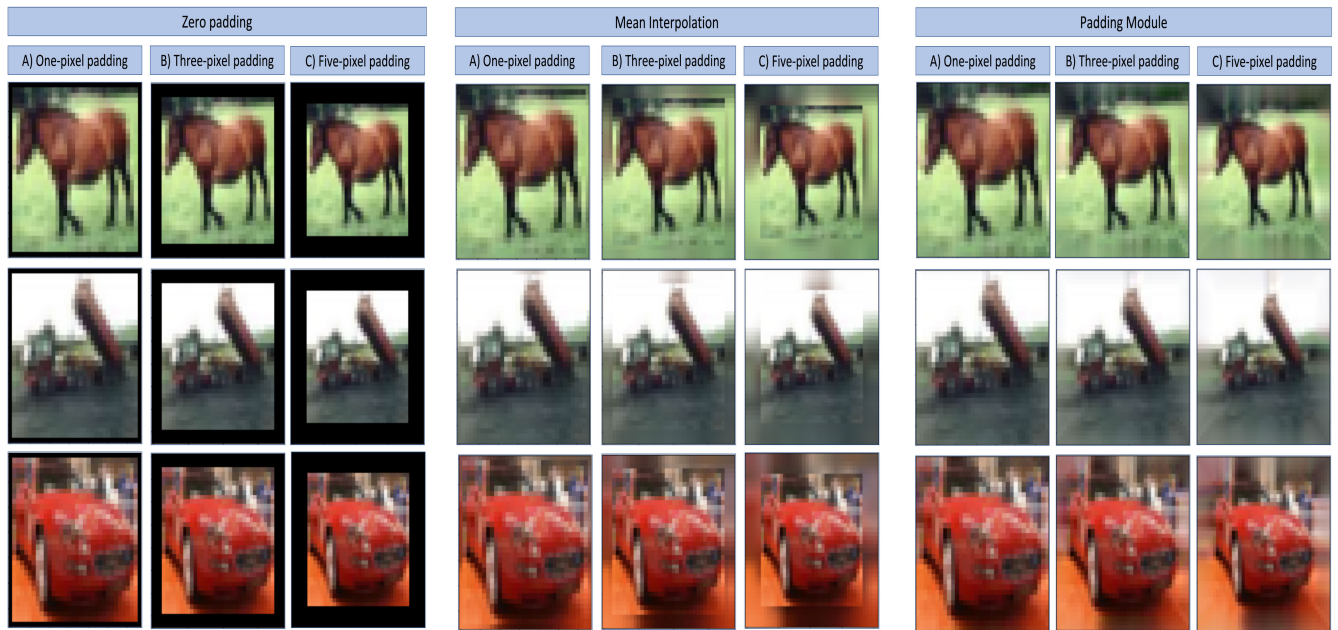 Zero padding
A) One-pixel padding B) Three-pixel padding C) Five-pixel padding
Mean Interpolation
A) One-pixel padding B) Three-pixel padding C) Five-pixel padding
Padding Module
A) One-pixel padding B) Three-pixel padding C) Five-pixel padding